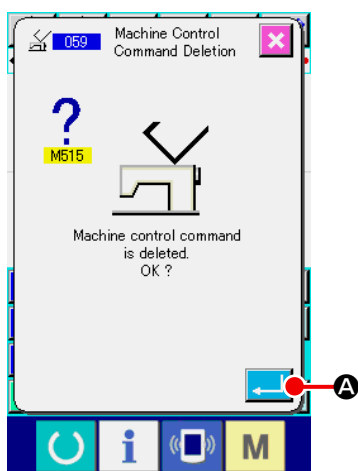 059
Machine Control
Command Deletion
?
M515
Machine control command
is deleted.
OK ?
A
i
M